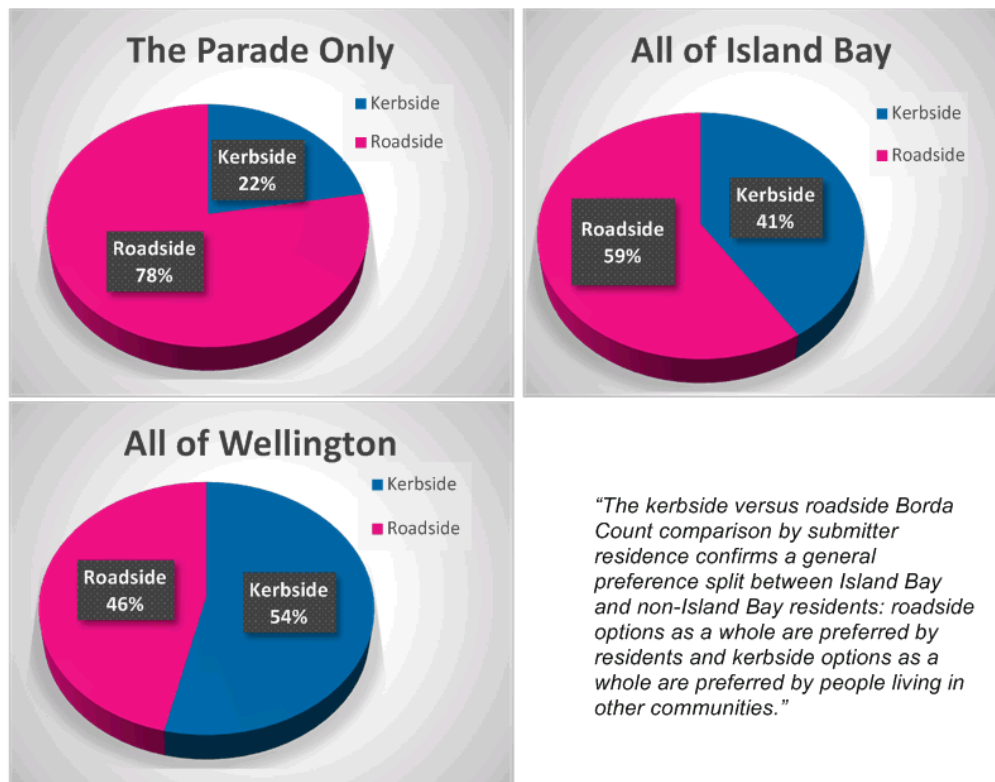 The Parade Only
Kerbside
Roadside
Kerbside
22%
Roadside
78%
All of Island Bay
Kerbside
Roadside
Kerbside
41%
Roadside
59%
All of Wellington
Kerbside
Roadside
Roadside
46%
Kerbside
54%
“The kerbside versus roadside Borda
Count comparison by submitter
residence confirms a general
preference split between Island Bay
and non-Island Bay residents: roadside
options as a whole are preferred by
residents and kerbside options as a
whole are preferred by people living in
other communities.”